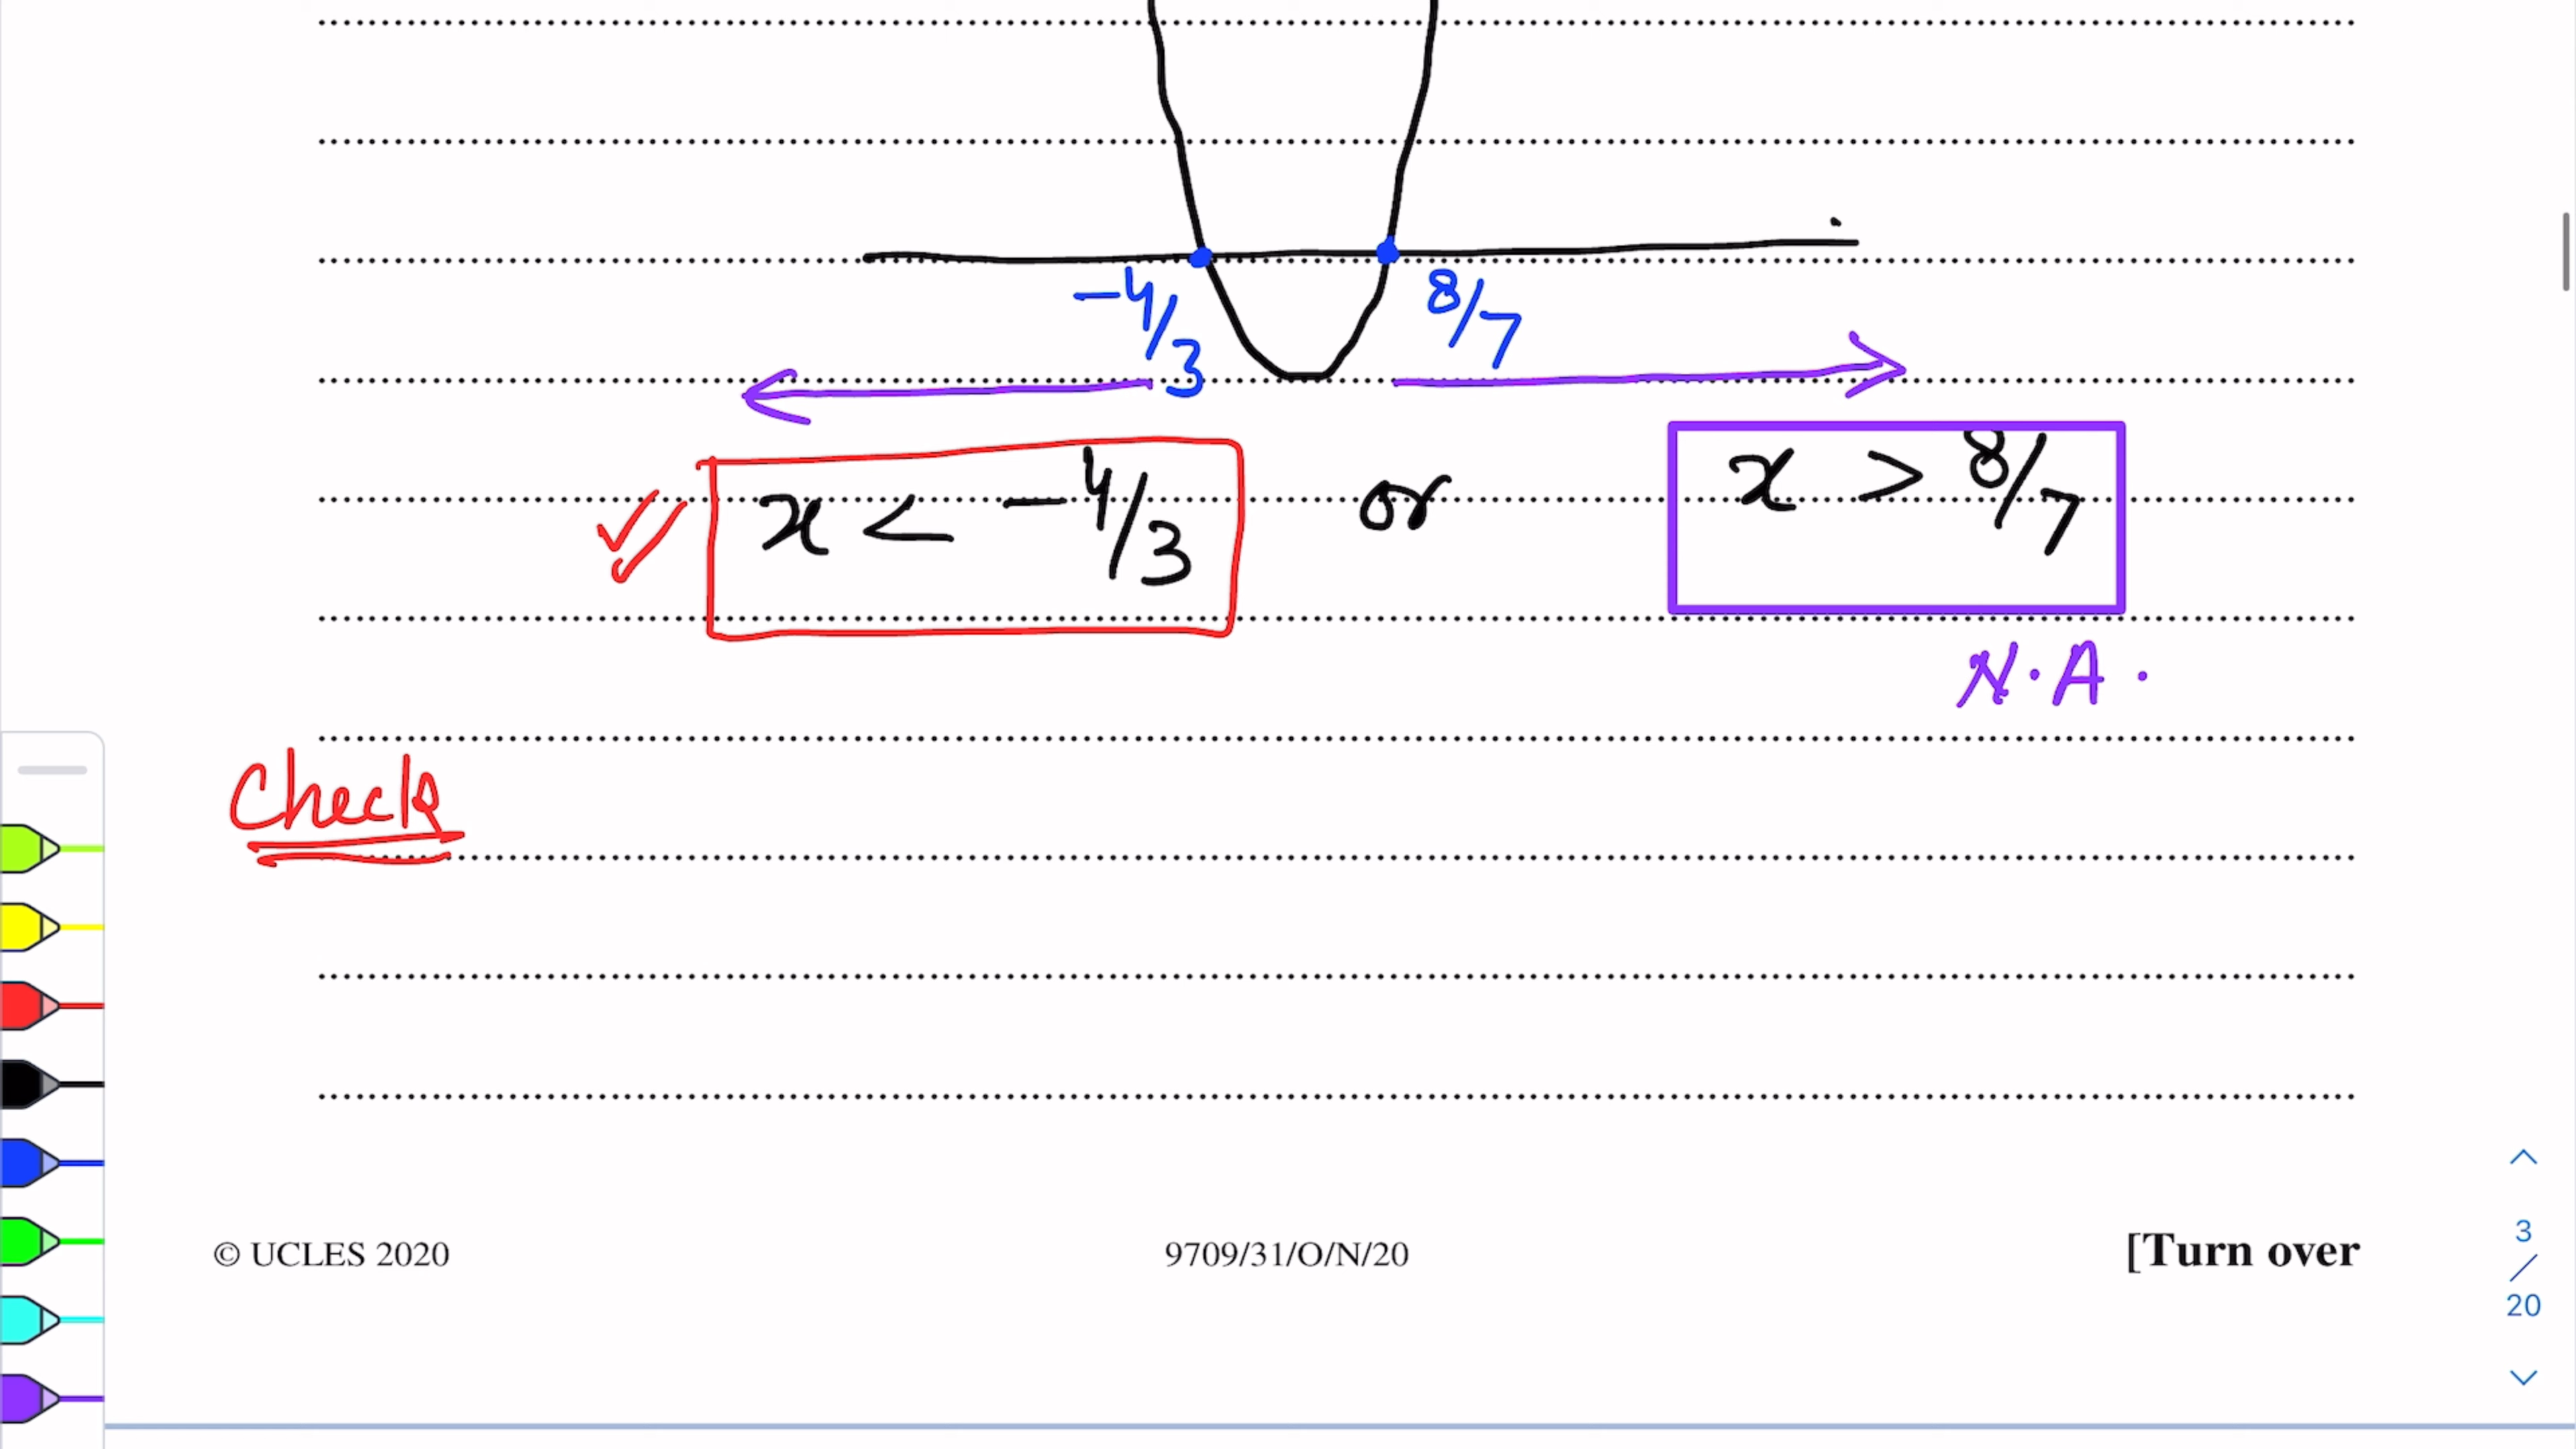 -4/3
8/7
x < -4/3 or x > 8/7
N.A.
Check
© UCLES 2020 9709/31/O/N/20 [Turn over
3
/
20